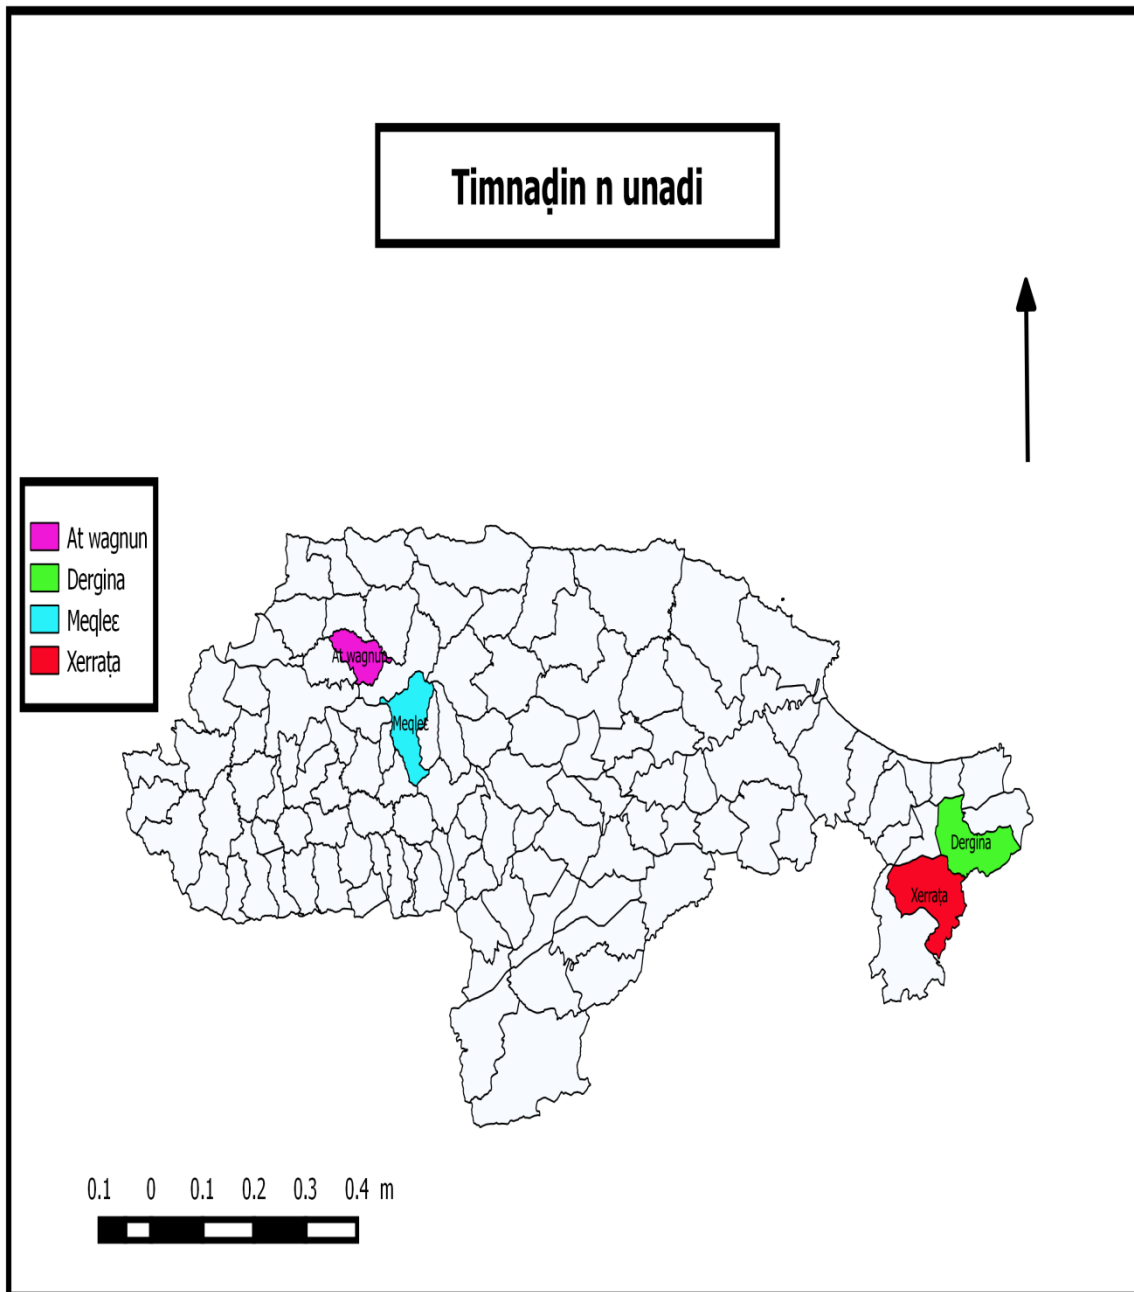 Timnaḍin n unadi
At wagnun
Dergina
Meqleɛ
Xerraṭa
At wagnun
Meqleɛ
Dergina
Xerraṭa
0.1 0 0.1 0.2 0.3 0.4 m